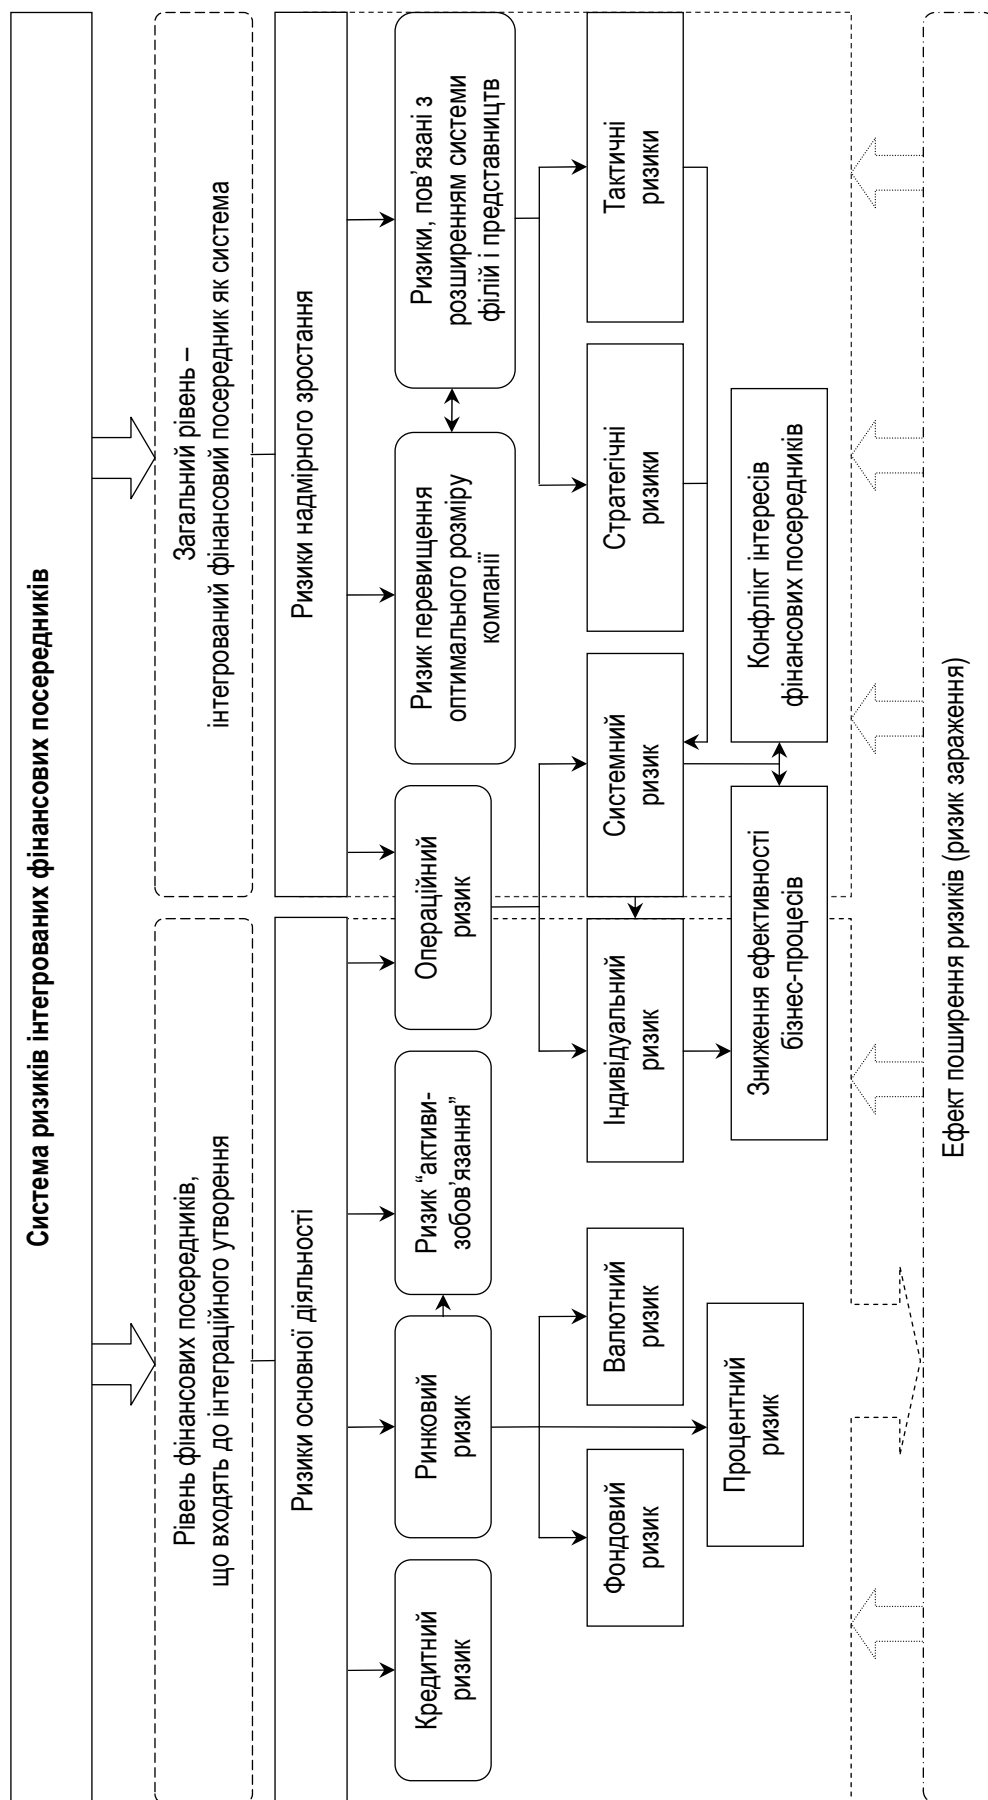 Система ризиків інтегрованих фінансових посередників
Рівень фінансових посередників,
що входять до інтеграційного утворення
Загальний рівень –
інтегрований фінансовий посередник як система
Ризики основної діяльності
Ризики надмірного зростання
Кредитний
ризик
Ринковий
ризик
Ризик “активи-
зобов’язання”
Операційний
ризик
Ризик перевищення
оптимального розміру
компанії
Ризики, пов’язані з
розширенням системи
філій і представництв
Фондовий
ризик
Валютний
ризик
Індивідуальний
ризик
Системний
ризик
Стратегічні
ризики
Тактичні
ризики
Процентний
ризик
Зниження ефективності
бізнес-процесів
Конфлікт інтересів
фінансових посередників
Ефект поширення ризиків (ризик зараження)